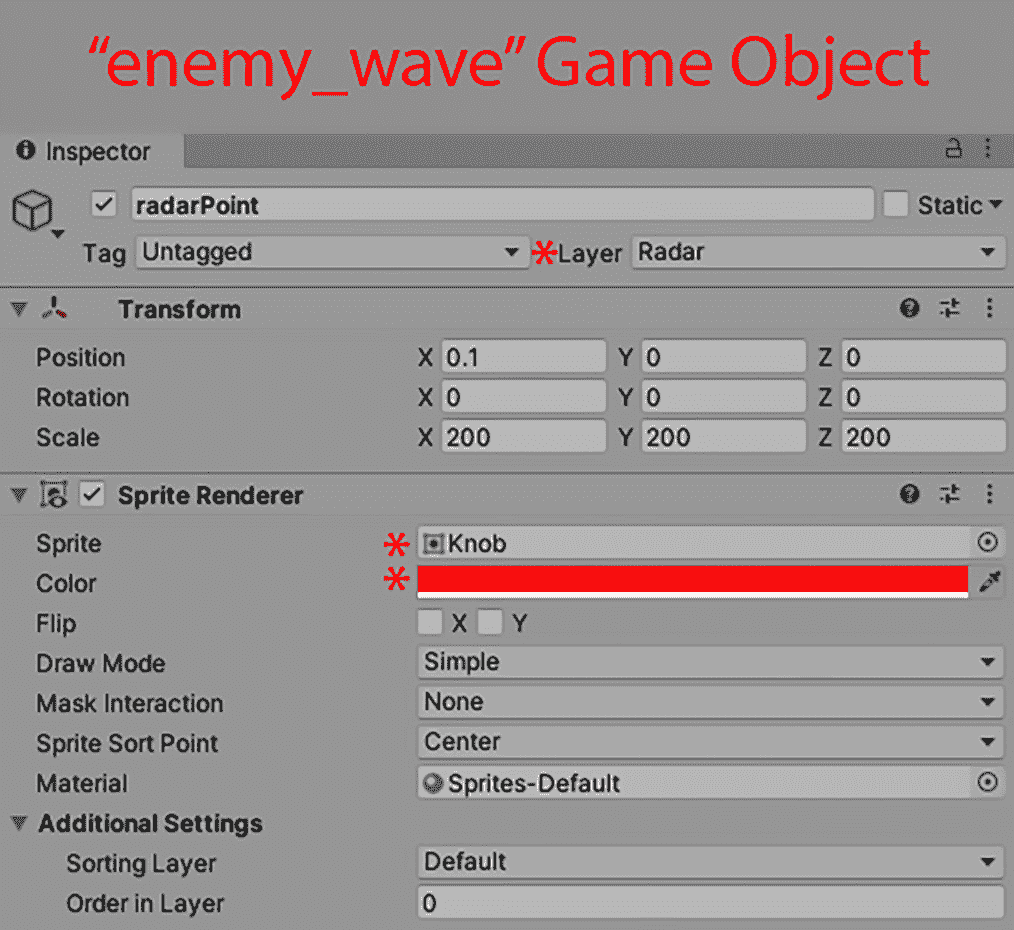 “enemy_wave” Game Object
Inspector
radarPoint Static
Tag Untagged *Layer Radar
Transform
Position X 0.1 Y 0 Z 0
Rotation X 0 Y 0 Z 0
Scale X 200 Y 200 Z 200
Sprite Renderer
Sprite * Knob
Color *
Flip X Y
Draw Mode Simple
Mask Interaction None
Sprite Sort Point Center
Material Sprites-Default
Additional Settings
Sorting Layer Default
Order in Layer 0